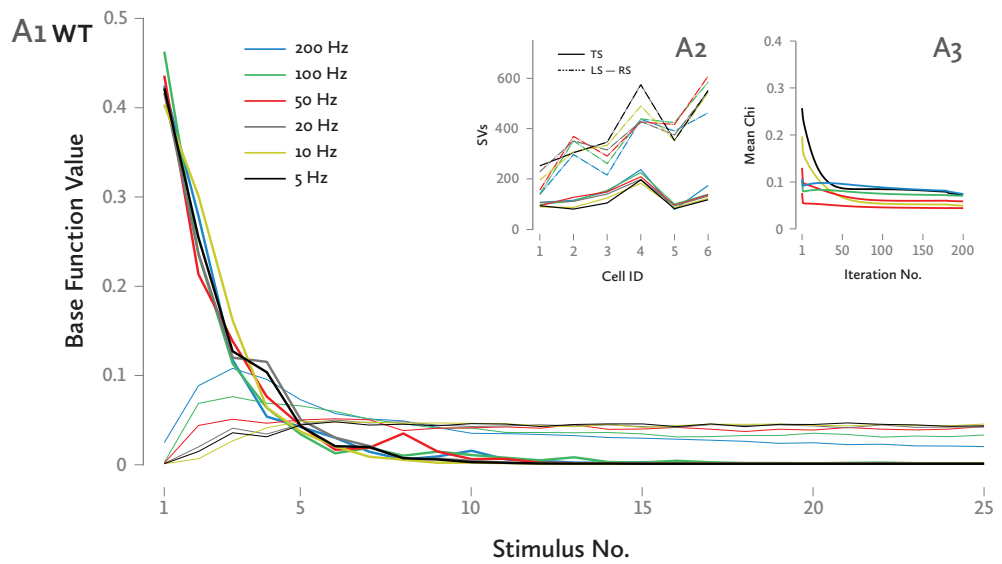 A1 WT
Base Function Value
0.5
0.4
0.3
0.2
0.1
0
200 Hz
100 Hz
50 Hz
20 Hz
10 Hz
5 Hz
1
5
10
15
20
25
Stimulus No.
A2
TS
LS — RS
SVs
600
400
200
0
1 2 3 4 5 6
Cell ID
A3
Mean Chi
0.4
0.3
0.2
0.1
0
1 50 100 150 200
Iteration No.